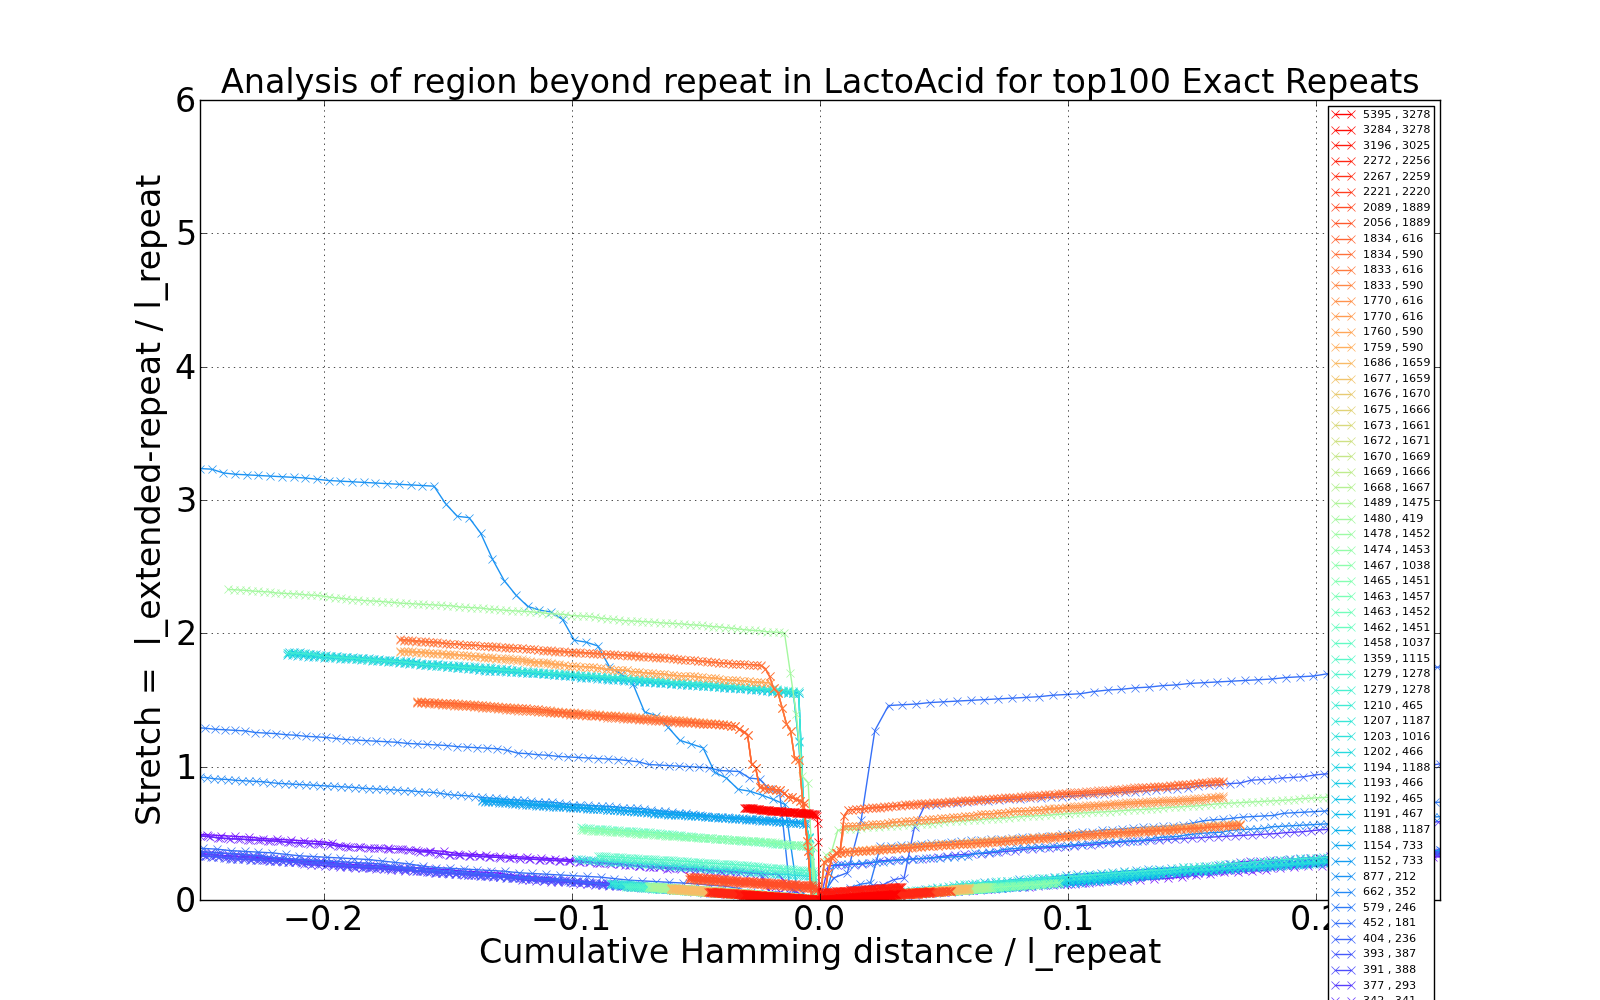 Analysis of region beyond repeat in LactoAcid for top100 Exact Repeats
Stretch = l_extended-repeat / l_repeat
6
5
4
3
2
1
0
−0.2
−0.1
0.0
0.1
Cumulative Hamming distance / l_repeat
5395 , 3278
3284 , 3278
3196 , 3025
2272 , 2256
2267 , 2259
2221 , 2220
2089 , 1889
2056 , 1889
1834 , 616
1834 , 590
1833 , 616
1833 , 590
1770 , 616
1770 , 616
1760 , 590
1759 , 590
1686 , 1659
1677 , 1659
1676 , 1670
1675 , 1666
1673 , 1661
1672 , 1671
1670 , 1669
1669 , 1666
1668 , 1667
1489 , 1475
1480 , 419
1478 , 1452
1474 , 1453
1467 , 1038
1465 , 1451
1463 , 1457
1463 , 1452
1462 , 1451
1458 , 1037
1359 , 1115
1279 , 1278
1279 , 1278
1210 , 465
1207 , 1187
1203 , 1016
1202 , 466
1194 , 1188
1193 , 466
1192 , 465
1191 , 467
1188 , 1187
1154 , 733
1152 , 733
877 , 212
662 , 352
579 , 246
452 , 181
404 , 236
393 , 387
391 , 388
377 , 293